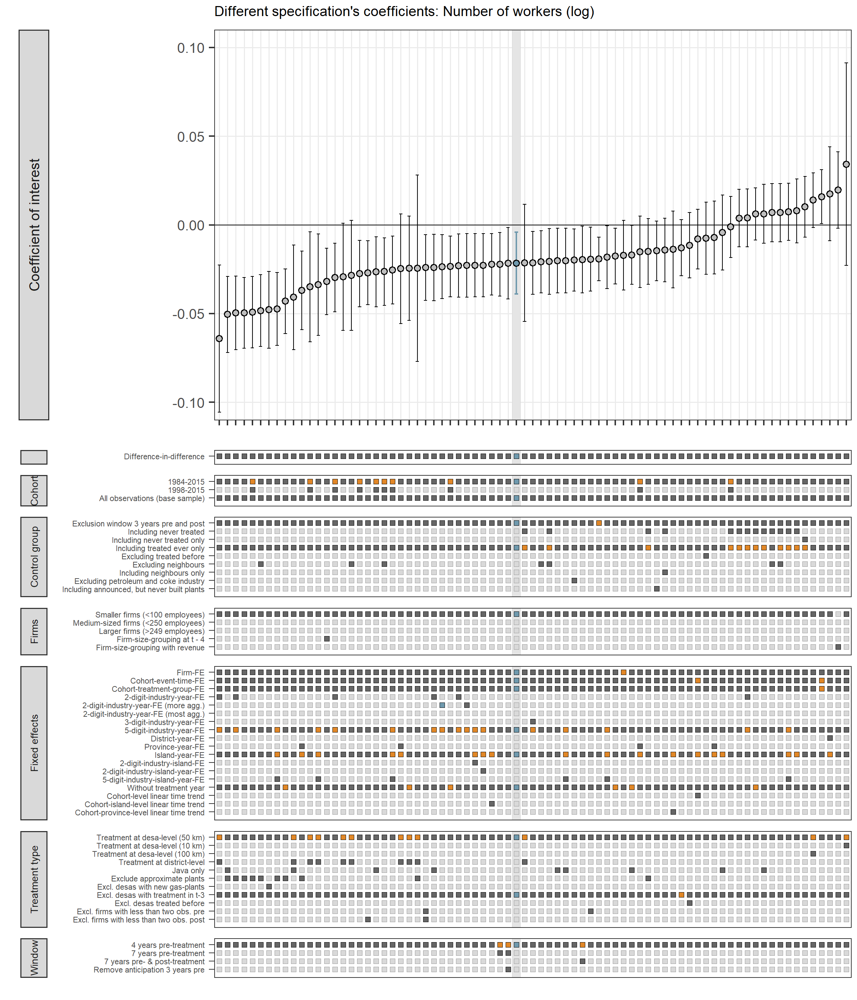 Different specification's coefficients: Number of workers (log)
Coefficient of interest
0.10
0.05
0.00
-0.05
-0.10
Difference-in-difference
Cohort
1984-2015
1998-2015
All observations (base sample)
Control group
Exclusion window 3 years pre and post
Including never treated
Including never treated only
Including treated ever only
Excluding treated before
Excluding neighbours
Including neighbours only
Excluding petroleum and coke industry
Including announced, but never built plants
Firms
Smaller firms (<100 employees)
Medium-sized firms (<250 employees)
Larger firms (>249 employees)
Firm-size-grouping at t - 4
Firm-size-grouping with revenue
Fixed effects
Firm-FE
Cohort-event-time-FE
Cohort-treatment-group-FE
2-digit-industry-year-FE
2-digit-industry-year-FE (more agg.)
2-digit-industry-year-FE (most agg.)
3-digit-industry-year-FE
5-digit-industry-year-FE
District-year-FE
Province-year-FE
Island-year-FE
2-digit-industry-island-FE
2-digit-industry-island-year-FE
5-digit-industry-island-year-FE
Without treatment year
Cohort-level linear time trend
Cohort-island-level linear time trend
Cohort-province-level linear time trend
Treatment type
Treatment at desa-level (50 km)
Treatment at desa-level (10 km)
Treatment at desa-level (100 km)
Treatment at district-level
Java only
Exclude approximate plants
Excl. desas with new gas-plants
Excl. desas with treatment in t-3
Excl. desas treated before
Excl. firms with less than two obs. pre
Excl. firms with less than two obs. post
Window
4 years pre-treatment
7 years pre-treatment
7 years pre- & post-treatment
Remove anticipation 3 years pre